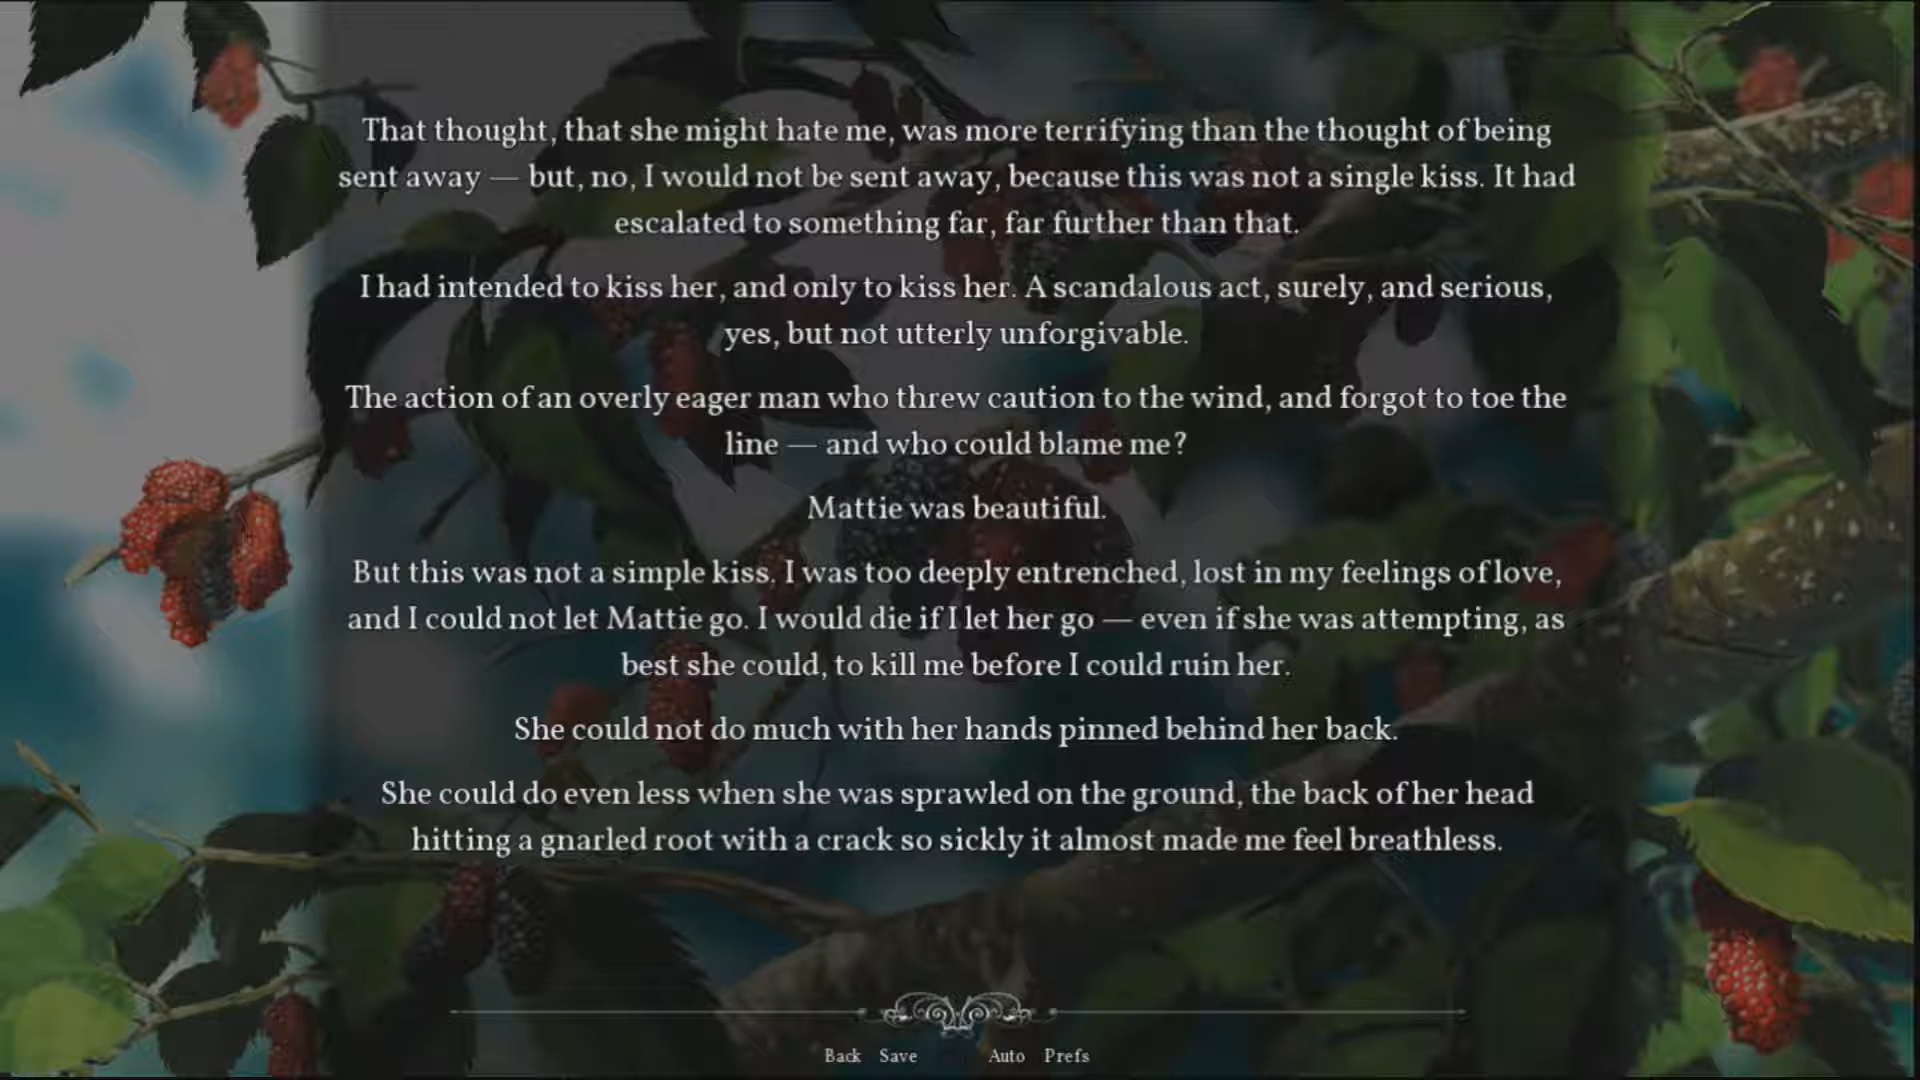 That thought, that she might hate me, was more terrifying than the thought of being
sent away — but, no, I would not be sent away, because this was not a single kiss. It had
escalated to something far, far further than that.
I had intended to kiss her, and only to kiss her. A scandalous act, surely, and serious,
yes, but not utterly unforgivable.
The action of an overly eager man who threw caution to the wind, and forgot to toe the
line — and who could blame me?
Mattie was beautiful.
But this was not a simple kiss. I was too deeply entrenched, lost in my feelings of love,
and I could not let Mattie go. I would die if I let her go — even if she was attempting, as
best she could, to kill me before I could ruin her.
She could not do much with her hands pinned behind her back.
She could do even less when she was sprawled on the ground, the back of her head
hitting a gnarled root with a crack so sickly it almost made me feel breathless.
Back Save Auto Prefs